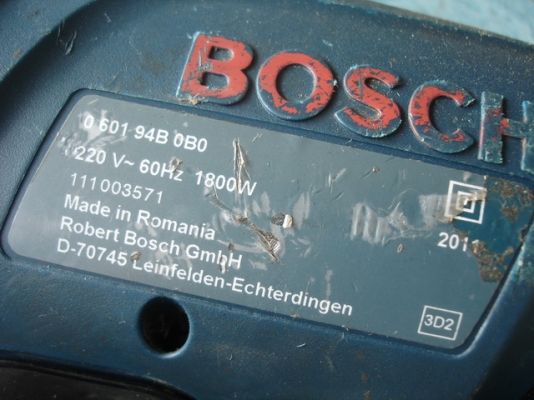 BOSCH
0 601 94B 0B0
220 V~ 60Hz 1800W
111003571
Made in Romania
Robert Bosch GmbH
D-70745 Leinfelden-Echterdingen
2011
3D2